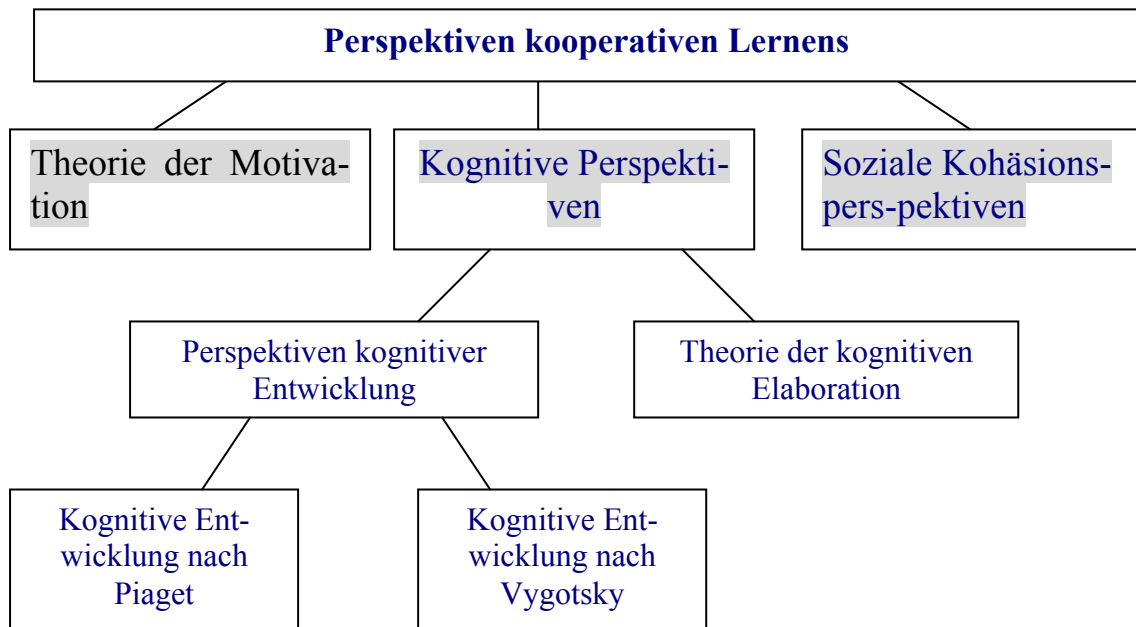 Perspektiven kooperativen Lernens
Theorie der Motiva-
tion
Kognitive Perspekti-
ven
Soziale Kohäsions-
pers-pektiven
Perspektiven kognitiver
Entwicklung
Theorie der kognitiven
Elaboration
Kognitive Ent-
wicklung nach
Piaget
Kognitive Ent-
wicklung nach
Vygotsky